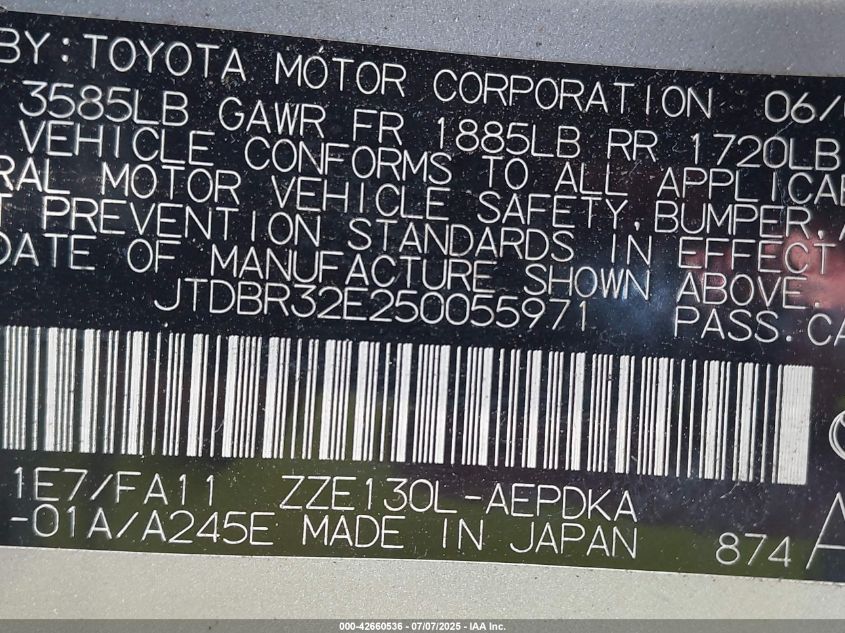 BY: TOYOTA MOTOR CORPORATION 06/
3585LB GAWR FR 1885LB RR 1720LB
VEHICLE CONFORMS TO ALL APPLICAB
RAL MOTOR VEHICLE SAFETY, BUMPER, A
T PREVENTION STANDARDS IN EFFECT
DATE OF MANUFACTURE SHOWN ABOVE.
JTDBR32E250055971 PASS.CA
1E7/FA11 ZZE130L-AEPDKA
-01A/A245E MADE IN JAPAN 874
000-42660536 - 07/07/2025 - IAA Inc.